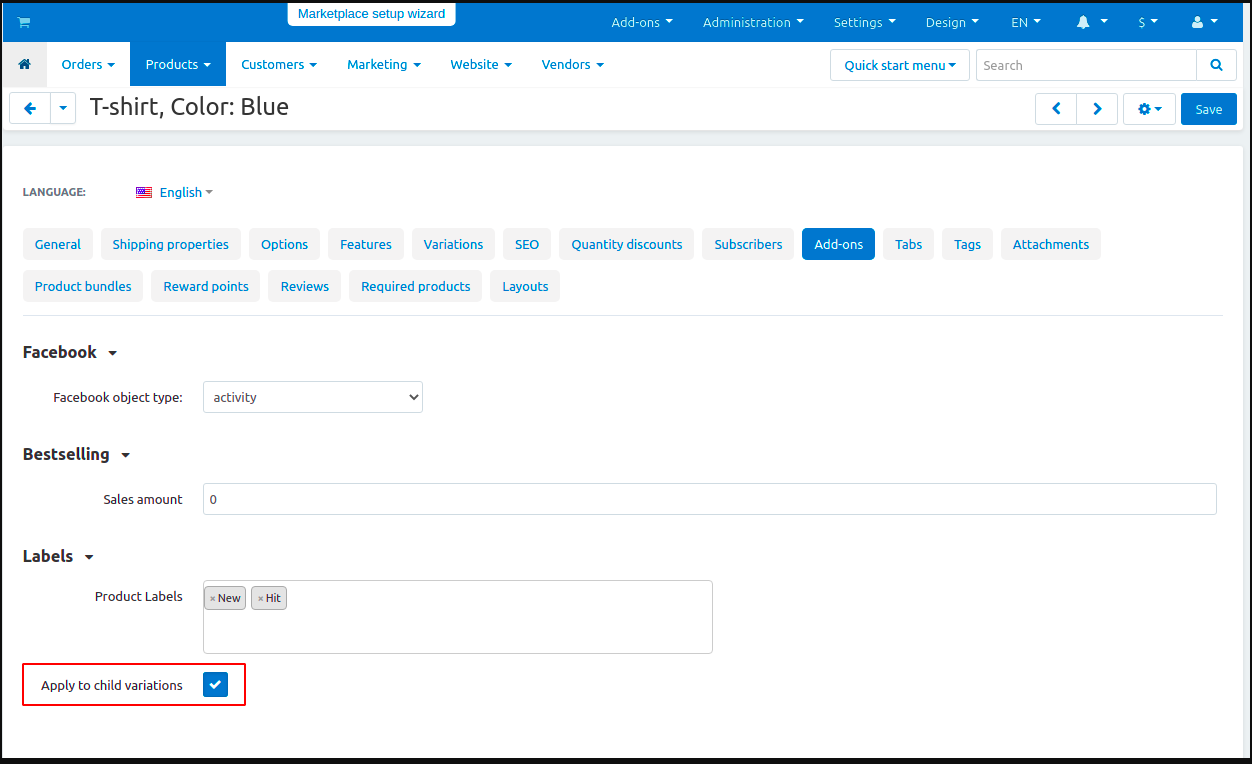 Marketplace setup wizard
Add-ons Administration Settings Design EN $
Orders Products Customers Marketing Website Vendors Quick start menu Search
T-shirt, Color: Blue Save
LANGUAGE: English
General Shipping properties Options Features Variations SEO Quantity discounts Subscribers Add-ons Tabs Tags Attachments
Product bundles Reward points Reviews Required products Layouts
Facebook
Facebook object type: activity
Bestselling
Sales amount 0
Labels
Product Labels × New × Hit
Apply to child variations